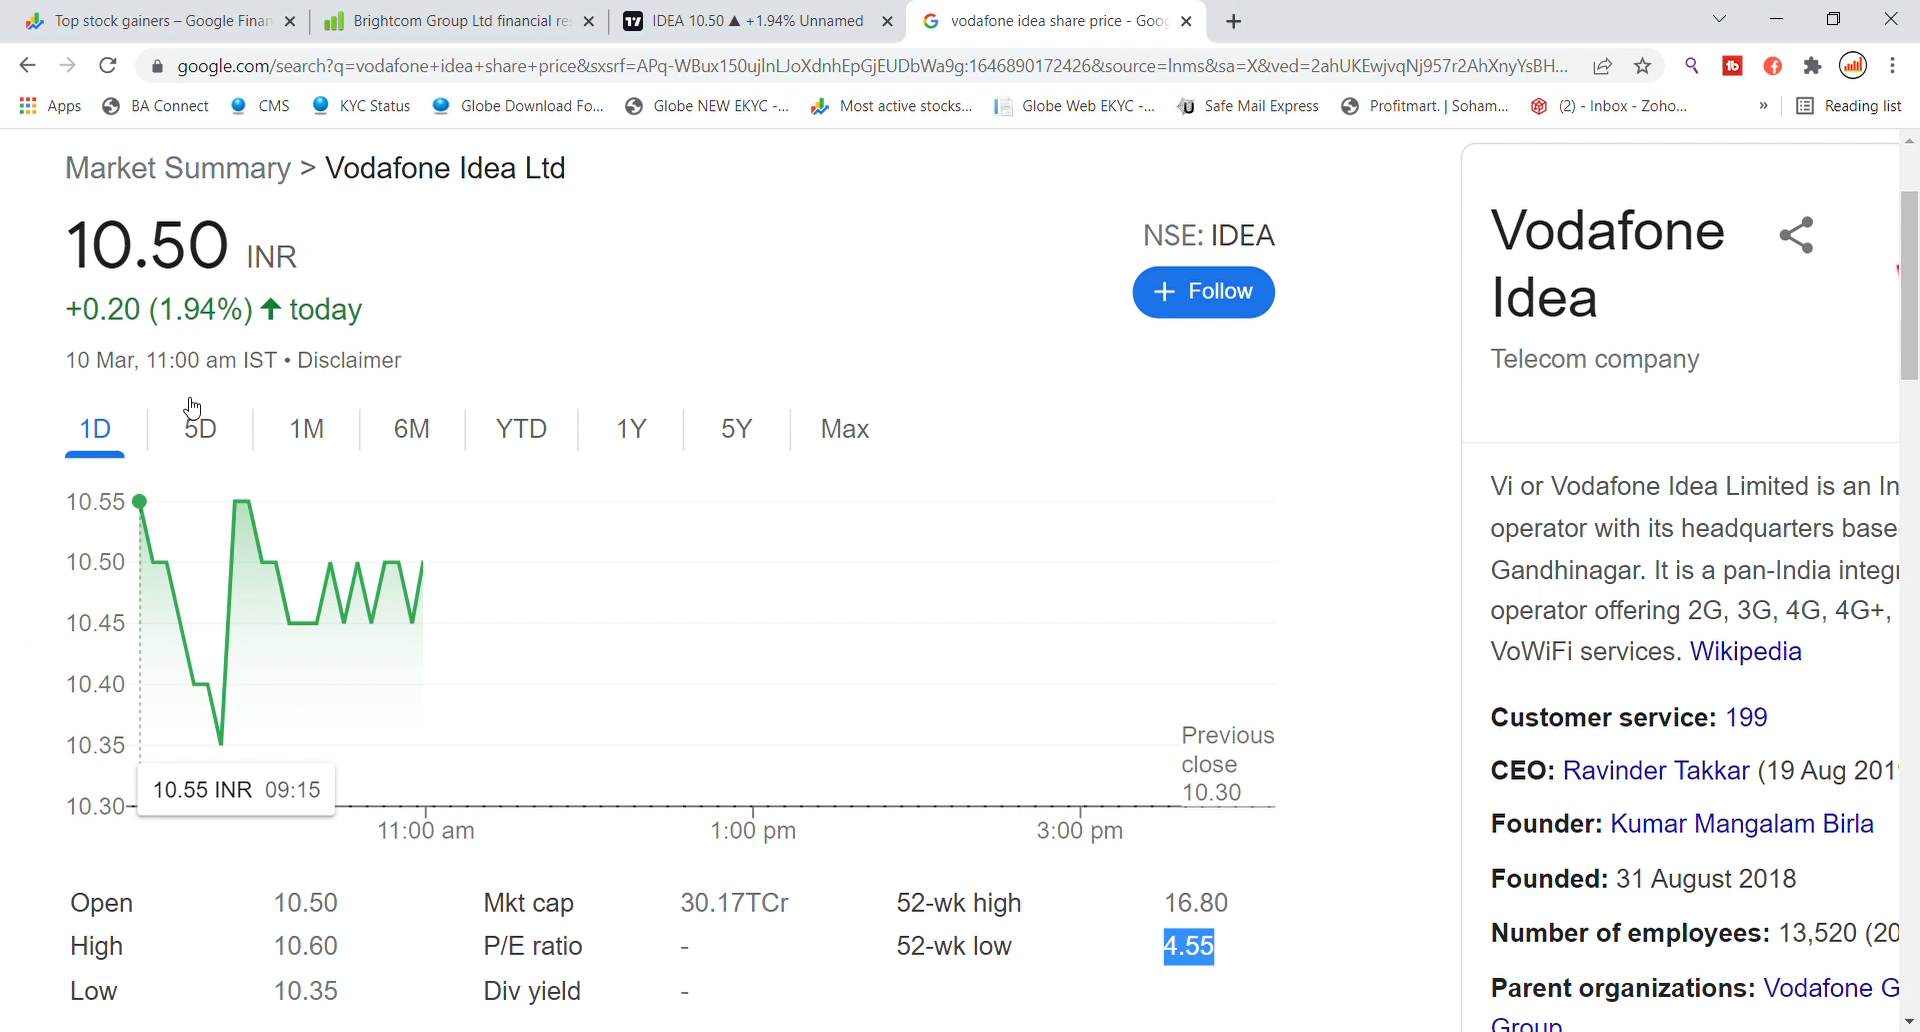 Top stock gainers – Google Finan
Brightcom Group Ltd financial re
IDEA 10.50 ▲ +1.94% Unnamed
vodafone idea share price - Goog
google.com/search?q=vodafone+idea+share+price&sxsrf=APq-WBux150ujlnLJoXdnhEpGjEUDbWa9g:1646890172426&source=lnms&sa=X&ved=2ahUKEwjvqNj957r2AhXnyYsBH...
Apps
BA Connect
CMS
KYC Status
Globe Download Fo...
Globe NEW EKYC -...
Most active stocks...
Globe Web EKYC -...
Safe Mail Express
Profitmart. | Soham...
(2) - Inbox - Zoho...
»
Reading list
Market Summary > Vodafone Idea Ltd
10.50 INR
+0.20 (1.94%) ↑ today
10 Mar, 11:00 am IST • Disclaimer
NSE: IDEA
+ Follow
1D 5D 1M 6M YTD 1Y 5Y Max
10.55
10.50
10.45
10.40
10.35
10.30
10.55 INR 09:15
Previous
close
10.30
11:00 am 1:00 pm 3:00 pm
Open 10.50 Mkt cap 30.17TCr 52-wk high 16.80
High 10.60 P/E ratio - 52-wk low 4.55
Low 10.35 Div yield -
Vodafone
Idea
Telecom company
Vi or Vodafone Idea Limited is an In
operator with its headquarters base
Gandhinagar. It is a pan-India integr
operator offering 2G, 3G, 4G, 4G+,
VoWiFi services. Wikipedia
Customer service: 199
CEO: Ravinder Takkar (19 Aug 201
Founder: Kumar Mangalam Birla
Founded: 31 August 2018
Number of employees: 13,520 (20
Parent organizations: Vodafone G
Group